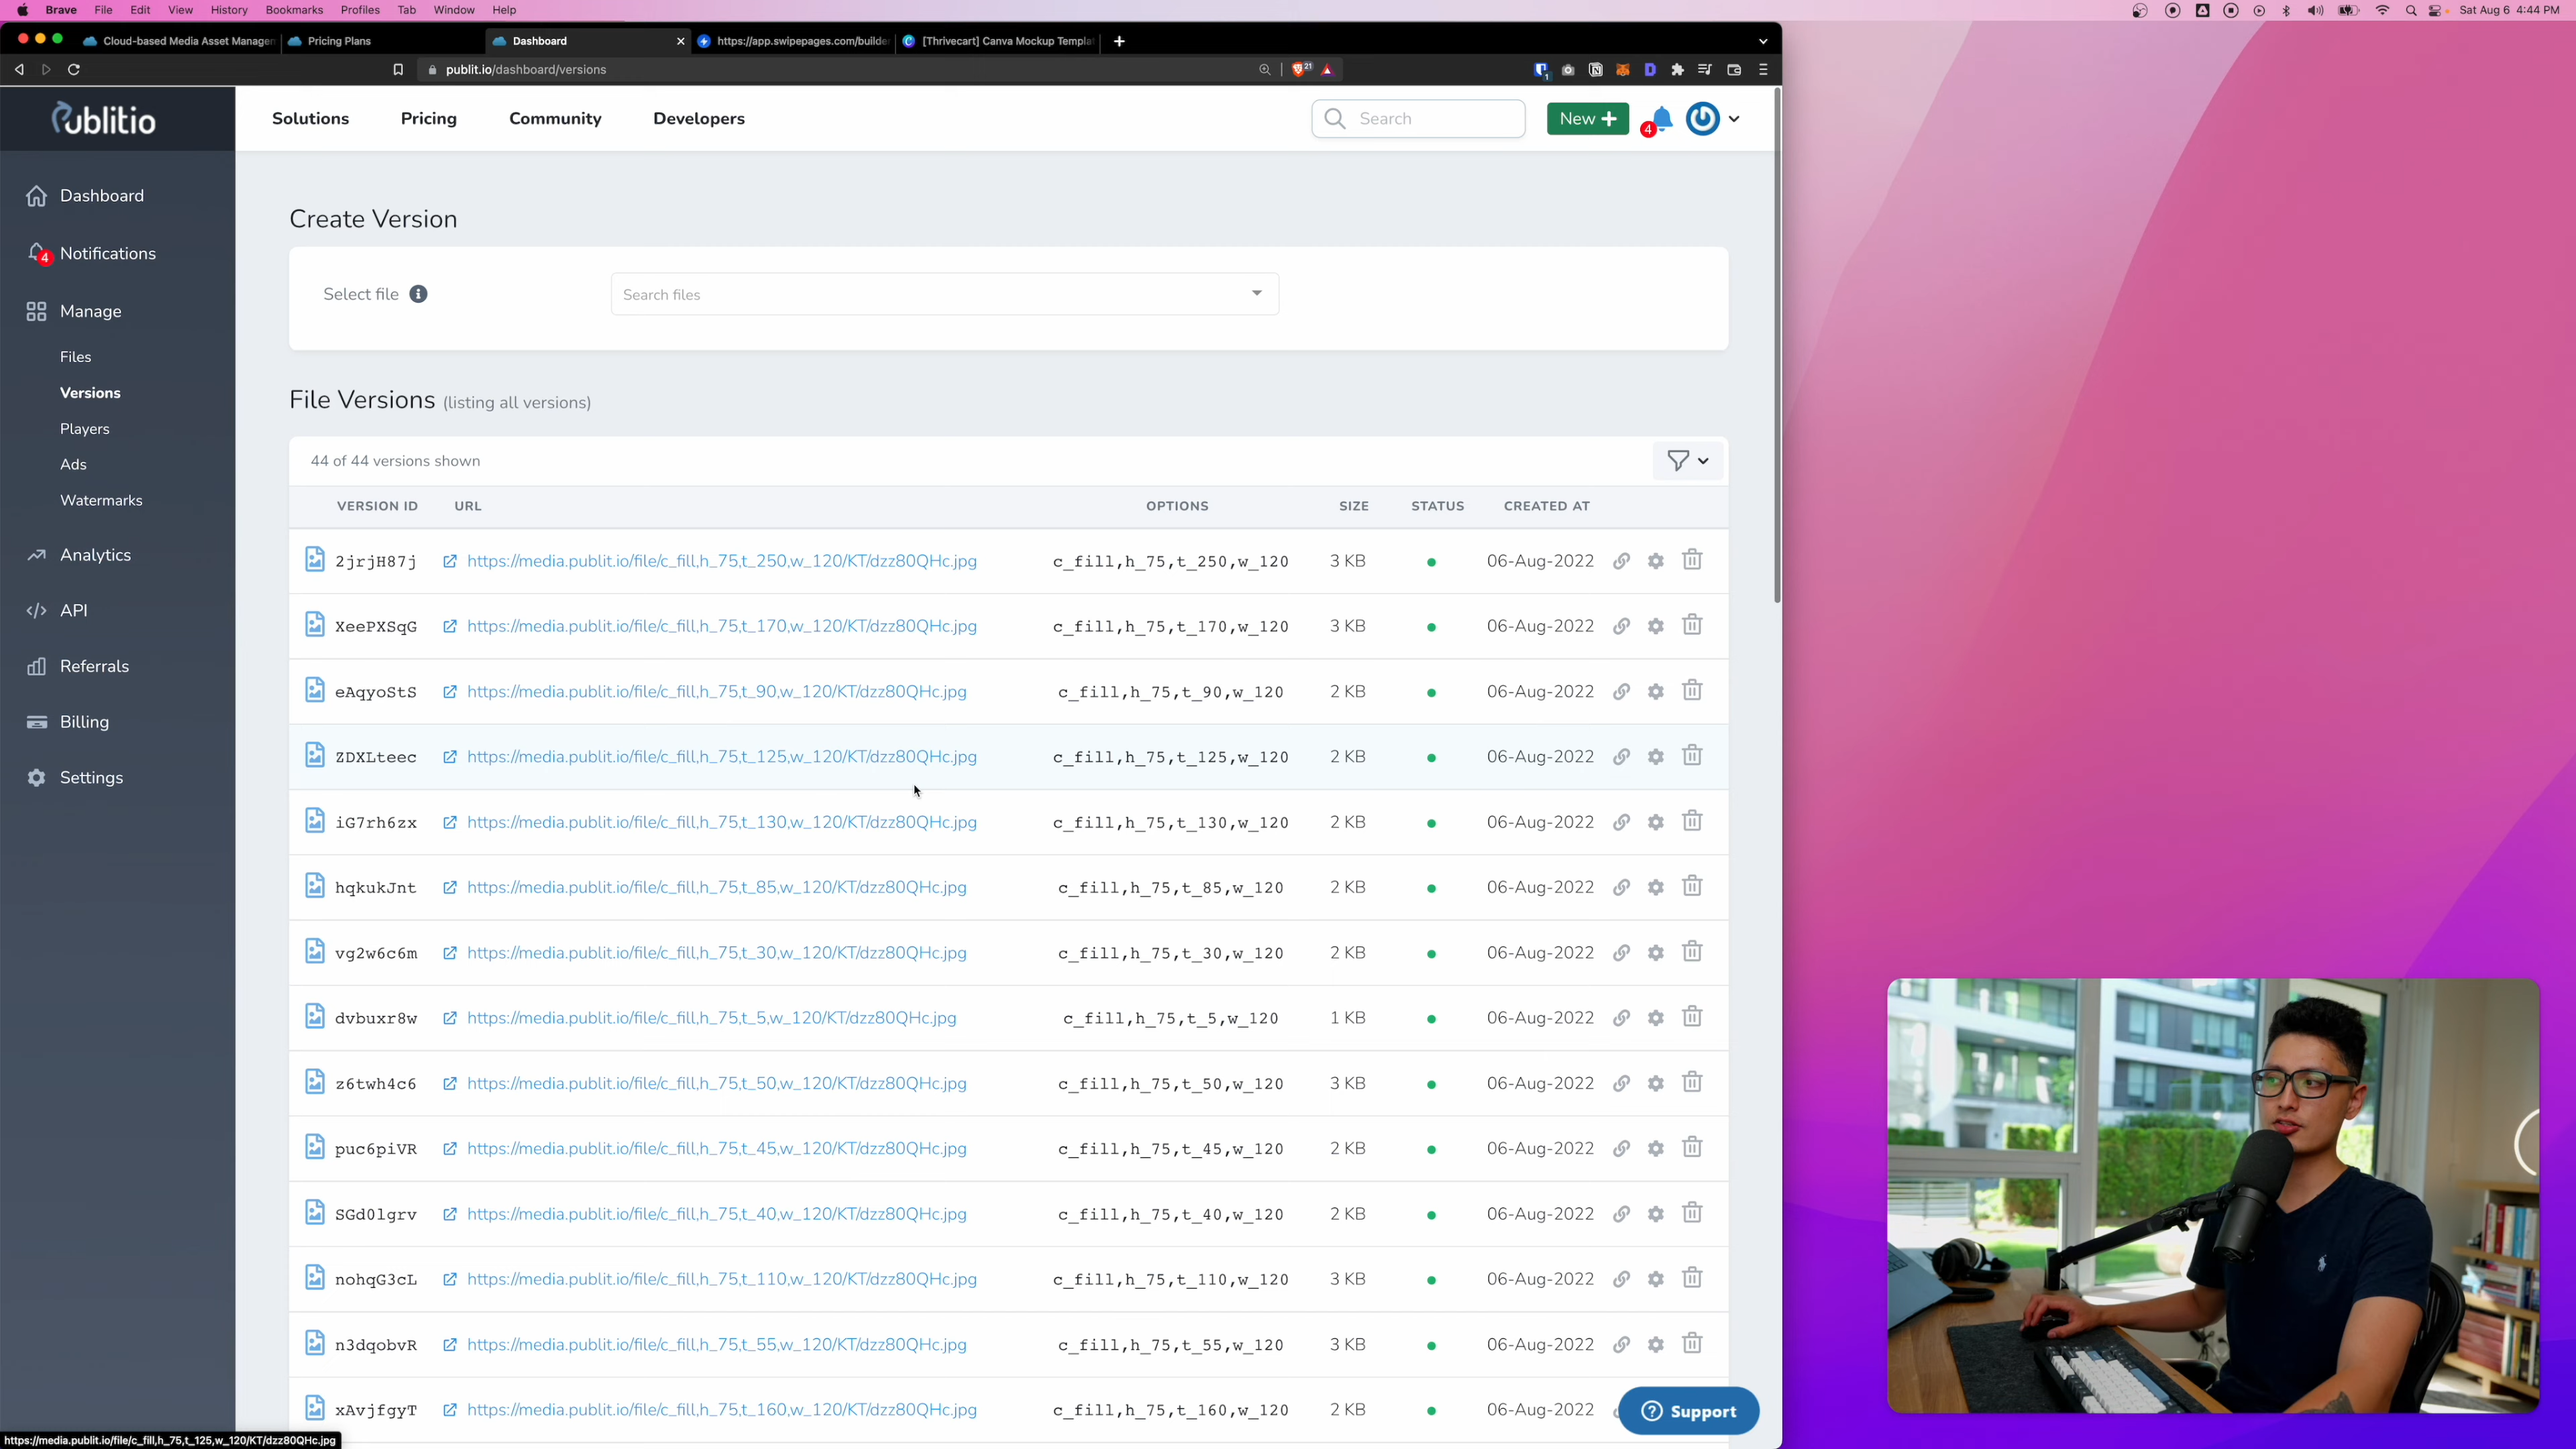 Brave File Edit View History Bookmarks Profiles Tab Window Help Sat Aug 6 4:44 PM
Cloud-based Media Asset Managen Pricing Plans Dashboard https://app.swipepages.com/builder [Thrivecart] Canva Mockup Templat
publit.io/dashboard/versions 21 1
Publitio Solutions Pricing Community Developers Search New + 4
Dashboard
4 Notifications
Manage
Files
Versions
Players
Ads
Watermarks
Analytics
API
Referrals
Billing
Settings
Create Version
Select file Search files
File Versions (listing all versions)
44 of 44 versions shown
VERSION ID URL OPTIONS SIZE STATUS CREATED AT
2jrjH87j https://media.publit.io/file/c_fill,h_75,t_250,w_120/KT/dzz80QHc.jpg c_fill,h_75,t_250,w_120 3 KB 06-Aug-2022
XeePXSqG https://media.publit.io/file/c_fill,h_75,t_170,w_120/KT/dzz80QHc.jpg c_fill,h_75,t_170,w_120 3 KB 06-Aug-2022
eAqyoStS https://media.publit.io/file/c_fill,h_75,t_90,w_120/KT/dzz80QHc.jpg c_fill,h_75,t_90,w_120 2 KB 06-Aug-2022
ZDXLteec https://media.publit.io/file/c_fill,h_75,t_125,w_120/KT/dzz80QHc.jpg c_fill,h_75,t_125,w_120 2 KB 06-Aug-2022
iG7rh6zx https://media.publit.io/file/c_fill,h_75,t_130,w_120/KT/dzz80QHc.jpg c_fill,h_75,t_130,w_120 2 KB 06-Aug-2022
hqkukJnt https://media.publit.io/file/c_fill,h_75,t_85,w_120/KT/dzz80QHc.jpg c_fill,h_75,t_85,w_120 2 KB 06-Aug-2022
vg2w6c6m https://media.publit.io/file/c_fill,h_75,t_30,w_120/KT/dzz80QHc.jpg c_fill,h_75,t_30,w_120 2 KB 06-Aug-2022
dvbuxr8w https://media.publit.io/file/c_fill,h_75,t_5,w_120/KT/dzz80QHc.jpg c_fill,h_75,t_5,w_120 1 KB 06-Aug-2022
z6twh4c6 https://media.publit.io/file/c_fill,h_75,t_50,w_120/KT/dzz80QHc.jpg c_fill,h_75,t_50,w_120 3 KB 06-Aug-2022
puc6piVR https://media.publit.io/file/c_fill,h_75,t_45,w_120/KT/dzz80QHc.jpg c_fill,h_75,t_45,w_120 2 KB 06-Aug-2022
SGd0lgrv https://media.publit.io/file/c_fill,h_75,t_40,w_120/KT/dzz80QHc.jpg c_fill,h_75,t_40,w_120 2 KB 06-Aug-2022
nohqG3cL https://media.publit.io/file/c_fill,h_75,t_110,w_120/KT/dzz80QHc.jpg c_fill,h_75,t_110,w_120 3 KB 06-Aug-2022
n3dqobvR https://media.publit.io/file/c_fill,h_75,t_55,w_120/KT/dzz80QHc.jpg c_fill,h_75,t_55,w_120 3 KB 06-Aug-2022
xAvjfgyT https://media.publit.io/file/c_fill,h_75,t_160,w_120/KT/dzz80QHc.jpg c_fill,h_75,t_160,w_120 2 KB 06-Aug-2022
Support
https://media.publit.io/file/c_fill,h_75,t_125,w_120/KT/dzz80QHc.jpg